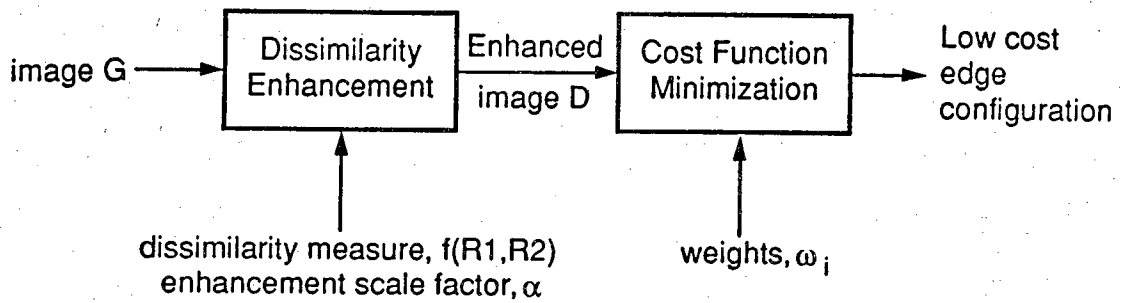 image G
Dissimilarity
Enhancement
Enhanced
image D
Cost Function
Minimization
Low cost
edge
configuration
dissimilarity measure, f(R1,R2)
enhancement scale factor, α
weights, ω i